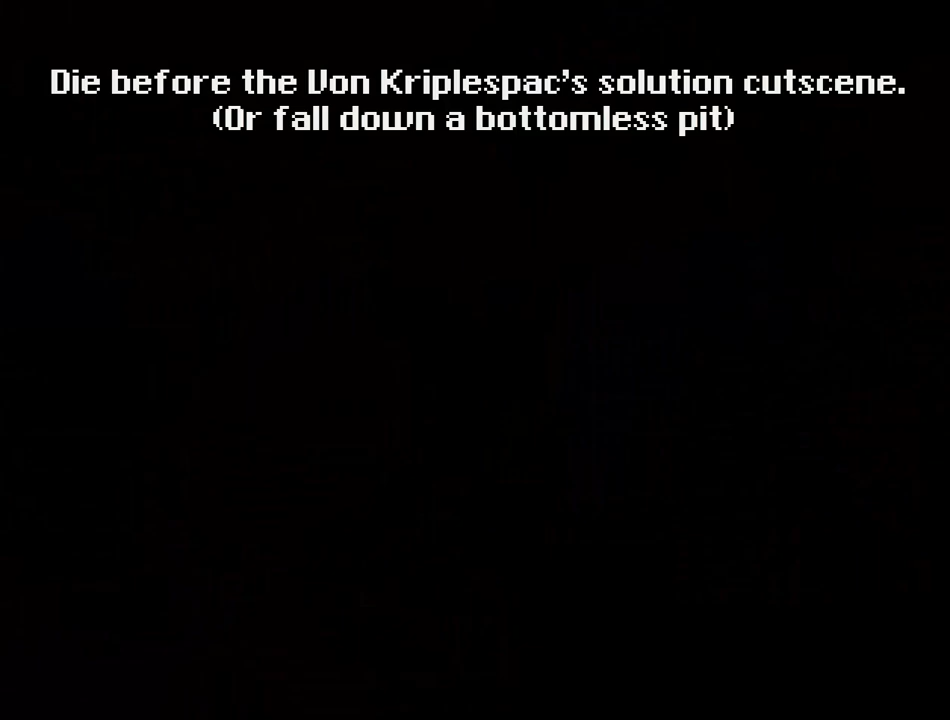 Die before the Von Kriplespac's solution cutscene.
(Or fall down a bottomless pit)